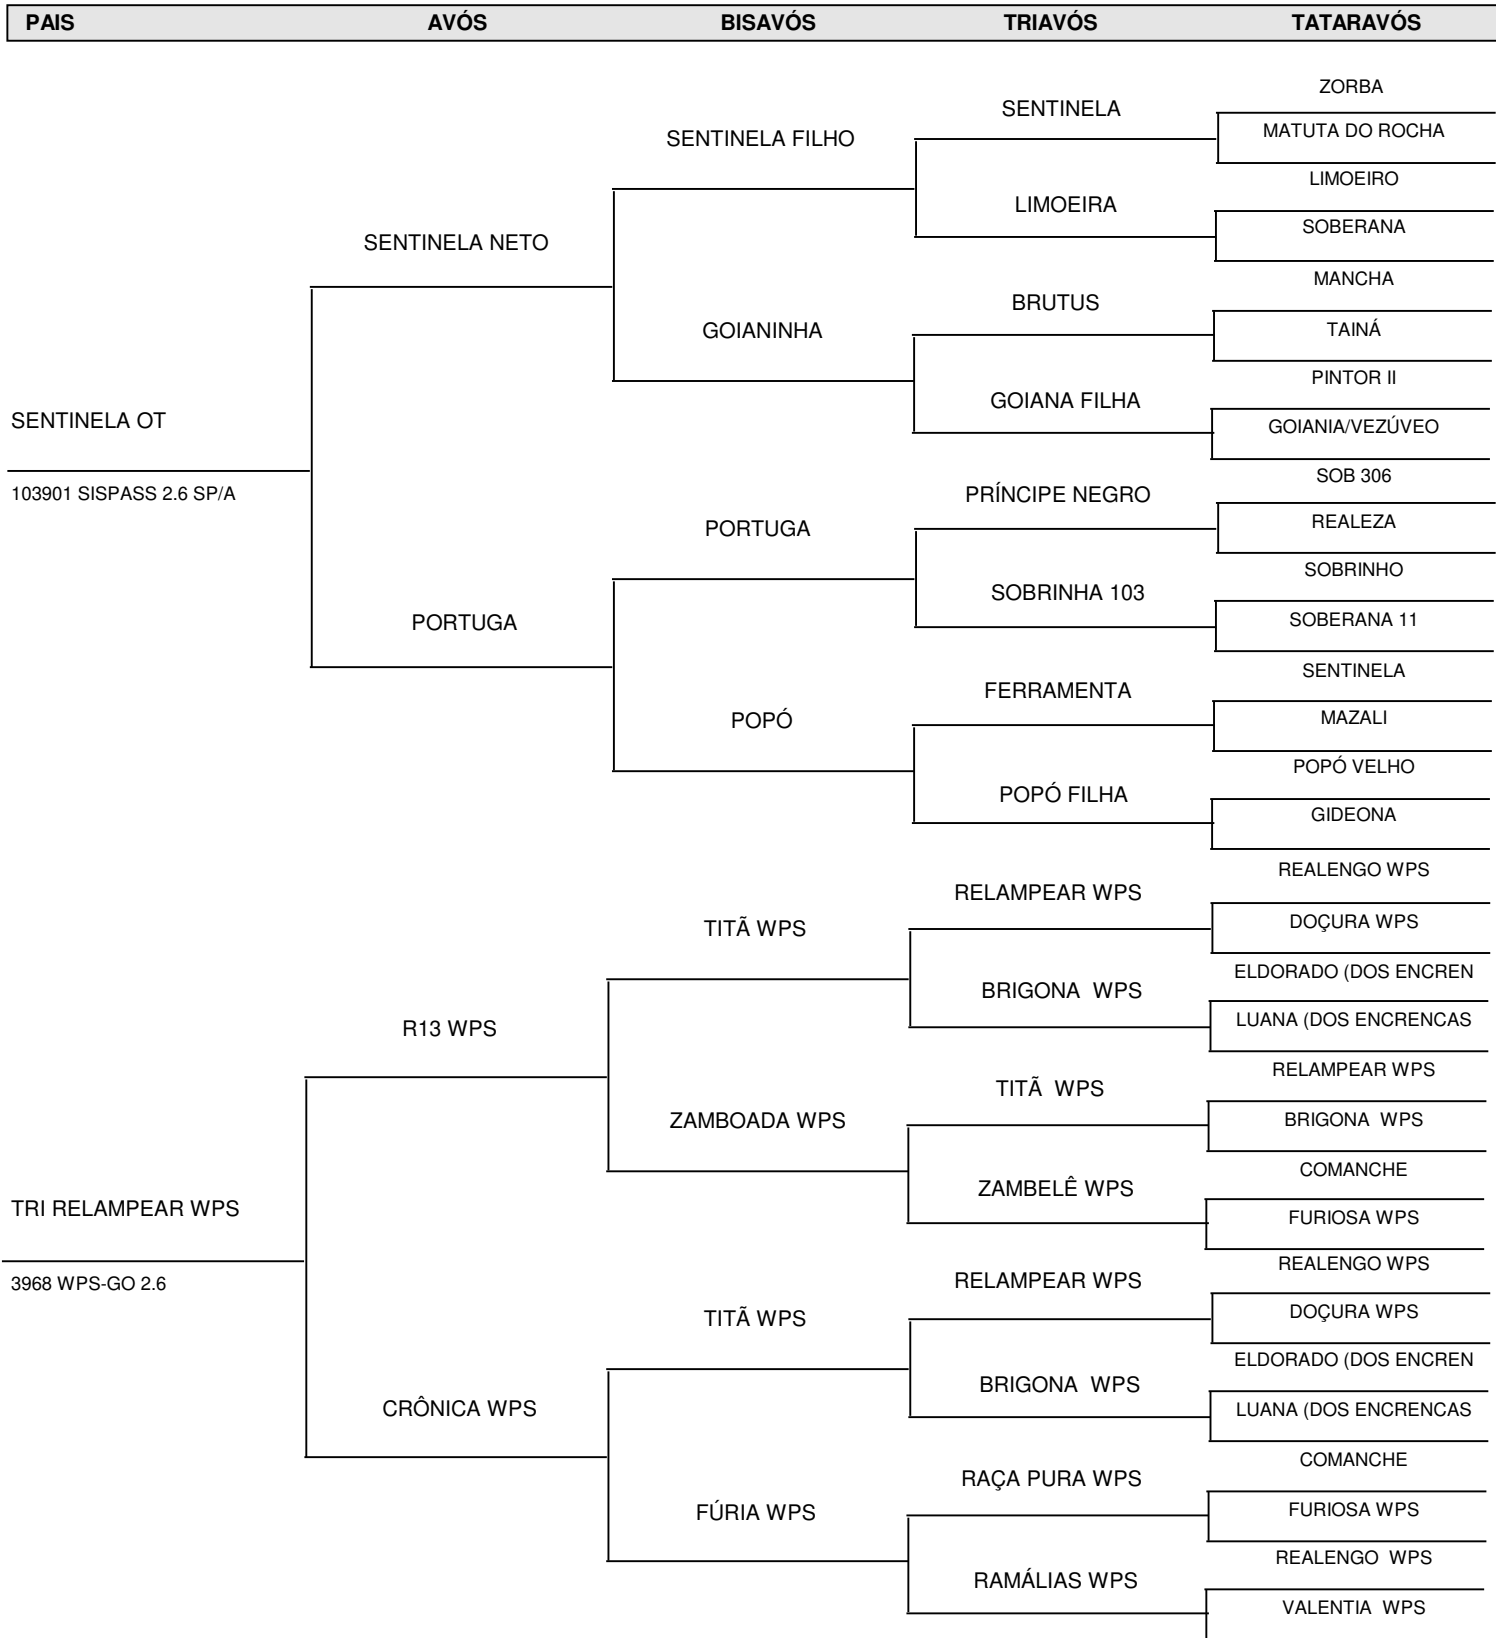 PAIS AVÓS BISAVÓS TRIAVÓS TATARAVÓS
ZORBA
SENTINELA
MATUTA DO ROCHA
SENTINELA FILHO
LIMOEIRO
LIMOEIRA
SOBERANA
SENTINELA NETO
MANCHA
BRUTUS
TAINÁ
GOIANINHA
PINTOR II
GOIANA FILHA
SENTINELA OT
GOIANIA/VEZÚVEO
SOB 306
103901 SISPASS 2.6 SP/A
PRÍNCIPE NEGRO
REALEZA
PORTUGA
SOBRINHO
SOBRINHA 103
SOBERANA 11
PORTUGA
SENTINELA
FERRAMENTA
MAZALI
POPÓ
POPÓ VELHO
POPÓ FILHA
GIDEONA
REALENGO WPS
RELAMPEAR WPS
DOÇURA WPS
TITÃ WPS
ELDORADO (DOS ENCREN
BRIGONA  WPS
LUANA (DOS ENCRENCAS
R13 WPS
RELAMPEAR WPS
TITÃ  WPS
BRIGONA  WPS
ZAMBOADA WPS
COMANCHE
ZAMBELÊ WPS
TRI RELAMPEAR WPS
FURIOSA WPS
REALENGO WPS
3968 WPS-GO 2.6
RELAMPEAR WPS
DOÇURA WPS
TITÃ WPS
ELDORADO (DOS ENCREN
BRIGONA  WPS
CRÔNICA WPS
LUANA (DOS ENCRENCAS
COMANCHE
RAÇA PURA WPS
FURIOSA WPS
FÚRIA WPS
REALENGO  WPS
RAMÁLIAS WPS
VALENTIA  WPS